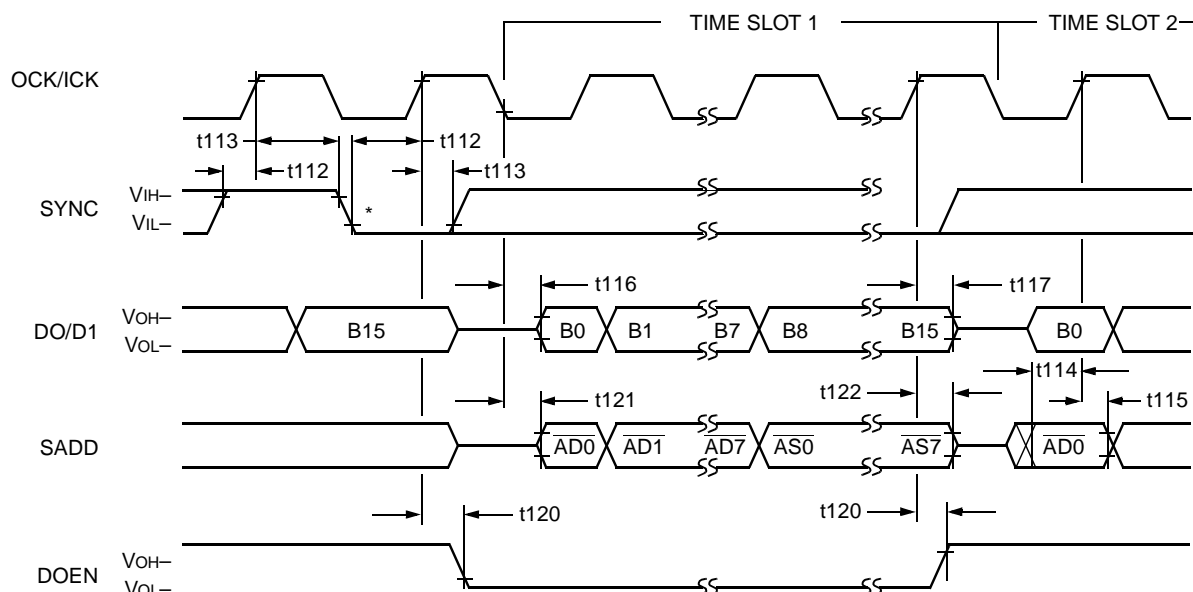 TIME SLOT 1 TIME SLOT 2
OCK/ICK
t113 t112
t112 t113
VIH–
SYNC *
VIL–
t116 t117
VOH–
DO/D1 B15 B0 B1 B7 B8 B15 B0
VOL–
t114
t121 t122 t115
SADD AD0 AD1 AD7 AS0 AS7 AD0
t120 t120
VOH–
DOEN
VOL–